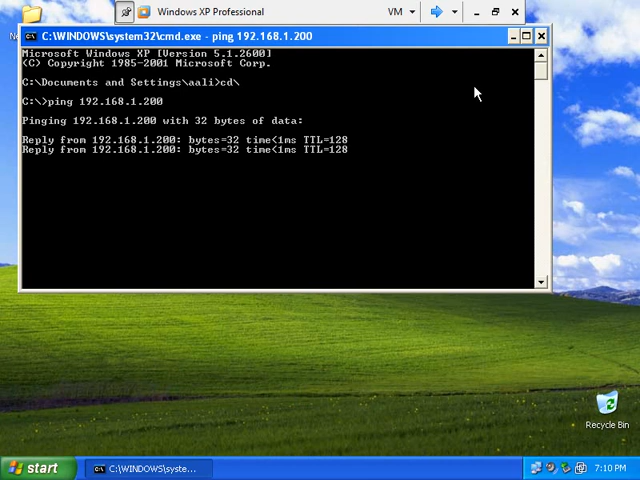 Windows XP Professional
VM
C:\WINDOWS\system32\cmd.exe - ping 192.168.1.200
Microsoft Windows XP [Version 5.1.2600]
(C) Copyright 1985-2001 Microsoft Corp.
C:\Documents and Settings\aali>cd\
C:\>ping 192.168.1.200
Pinging 192.168.1.200 with 32 bytes of data:
Reply from 192.168.1.200: bytes=32 time<1ms TTL=128
Reply from 192.168.1.200: bytes=32 time<1ms TTL=128
Recycle Bin
start
C:\WINDOWS\syste...
7:10 PM